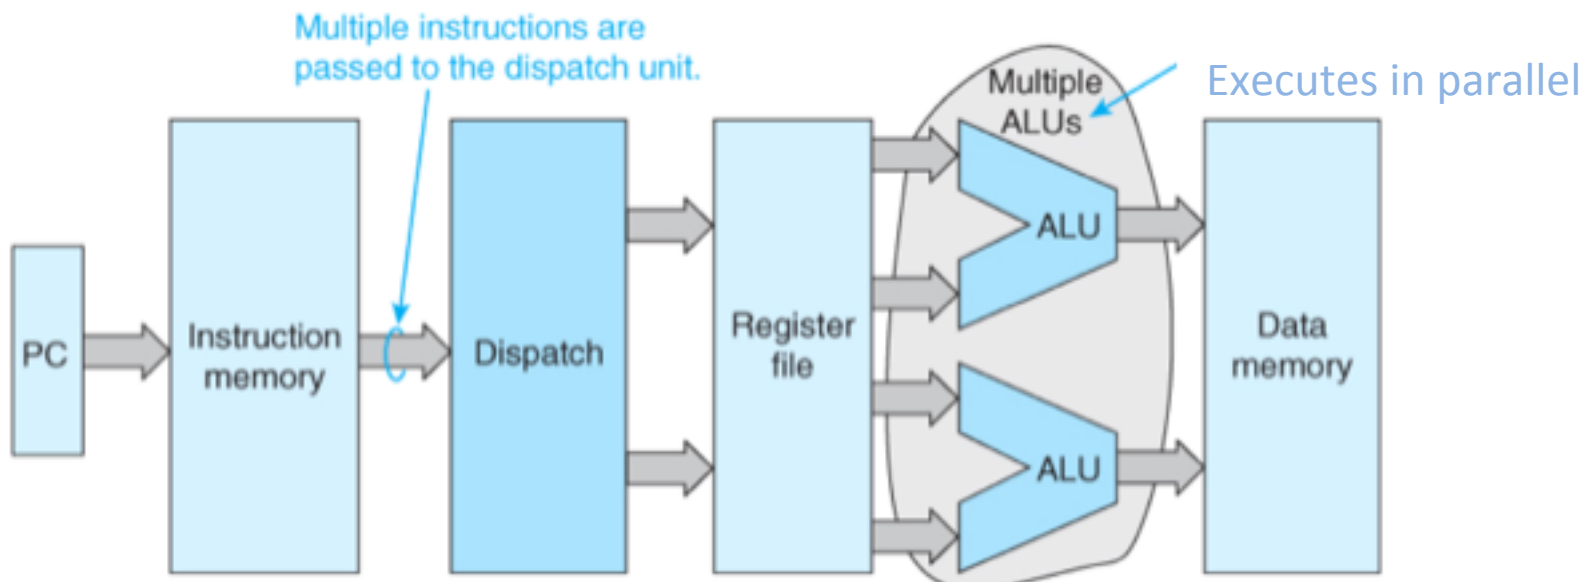 Multiple instructions are
passed to the dispatch unit.
Multiple
ALUs
Executes in parallel
PC
Instruction
memory
Dispatch
Register
file
ALU
ALU
Data
memory